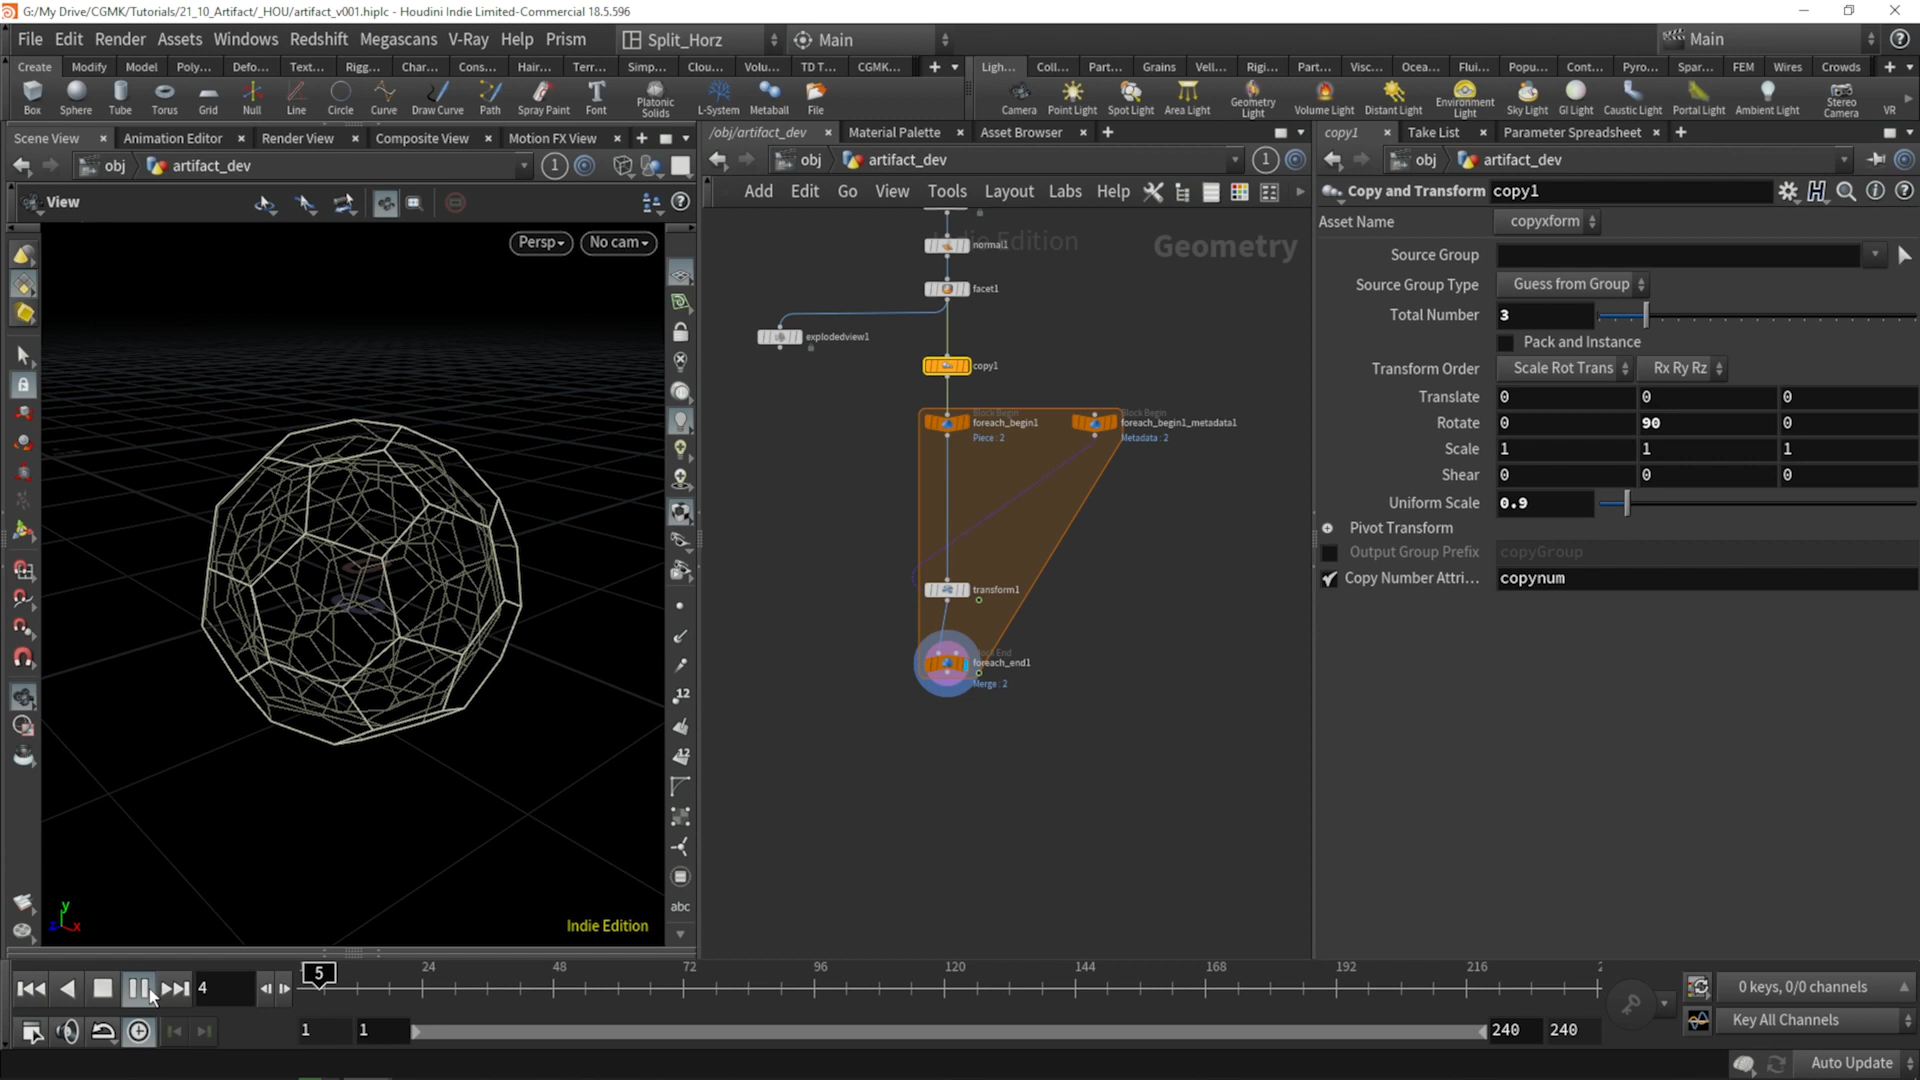 G:/My Drive/CGMK/Tutorials/21_10_Artifact/_HOU/artifact_v001.hiplc - Houdini Indie Limited-Commercial 18.5.596
File Edit Render Assets Windows Redshift Megascans V-Ray Help Prism Split_Horz Main Main
Create Modify Model Poly... Defo... Text... Rigg... Char... Cons... Hair... Terr... Simp... Clou... Volu... TD T... CGMK... Ligh... Coll... Part... Grains Vell... Rigi... Part... Visc... Ocea... Flui... Popu... Cont... Pyro... Spar... FEM Wires Crowds
Box Sphere Tube Torus Grid Null Line Circle Curve Draw Curve Path Spray Paint Font Platonic Solids L-System Metaball File Camera Point Light Spot Light Area Light Geometry Light Volume Light Distant Light Environment Light Sky Light GI Light Caustic Light Portal Light Ambient Light Stereo Camera VR
Scene View Animation Editor Render View Composite View Motion FX View /obj/artifact_dev Material Palette Asset Browser copy1 Take List Parameter Spreadsheet
obj artifact_dev 1 obj artifact_dev 1 obj artifact_dev
View Add Edit Go View Tools Layout Labs Help Copy and Transform copy1
Asset Name copyxform
Persp No cam
Indie Edition Geometry
normal1
facet1
explodedview1
copy1
Block Begin
foreach_begin1
Piece : 2
Block Begin
foreach_begin1_metadata1
Metadata : 2
transform1
Block End
foreach_end1
Merge : 2
Source Group
Source Group Type Guess from Group
Total Number 3
Pack and Instance
Transform Order Scale Rot Trans Rx Ry Rz
Translate 0 0 0
Rotate 0 90 0
Scale 1 1 1
Shear 0 0 0
Uniform Scale 0.9
Pivot Transform
Output Group Prefix copyGroup
Copy Number Attri... copynum
12
12
abc
y
z x
Indie Edition
4 5 24 48 72 96 120 144 168 192 216 0 keys, 0/0 channels
1 1 240 240 Key All Channels
Auto Update